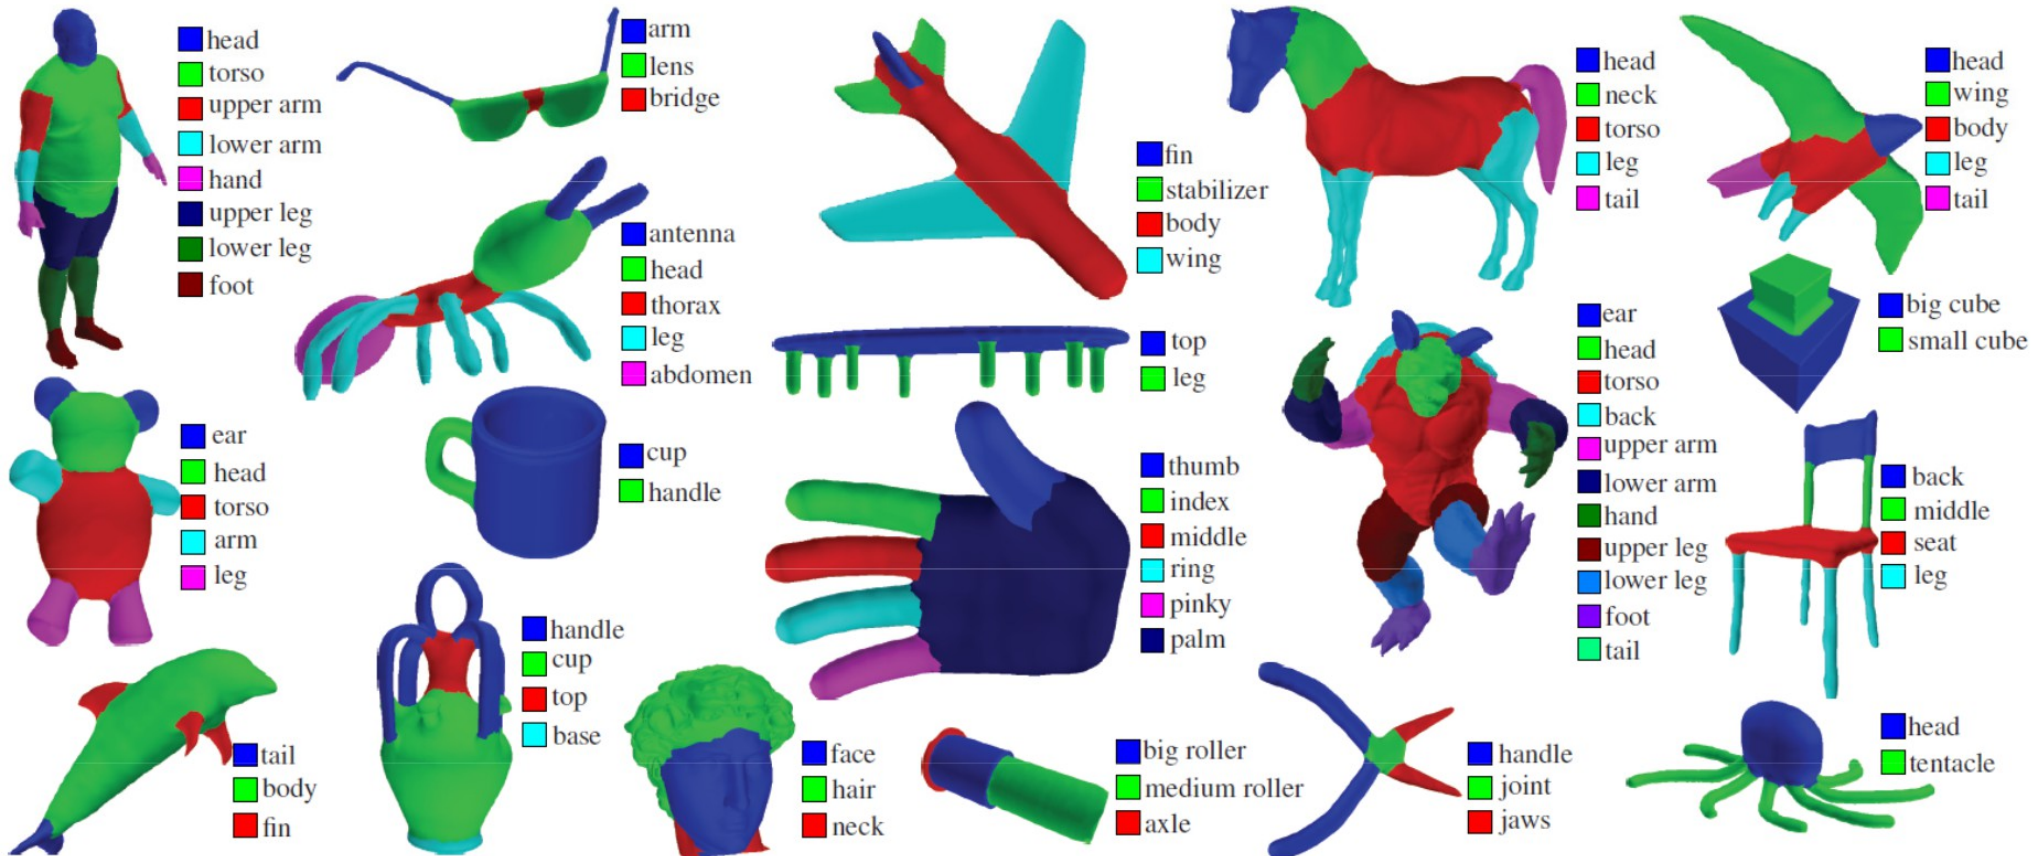 head
torso
upper arm
lower arm
hand
upper leg
lower leg
foot
arm
lens
bridge
antenna
head
thorax
leg
abdomen
fin
stabilizer
body
wing
head
neck
torso
leg
tail
head
wing
body
leg
tail
big cube
small cube
top
leg
ear
head
torso
back
upper arm
lower arm
hand
upper leg
lower leg
foot
tail
ear
head
torso
arm
leg
cup
handle
thumb
index
middle
ring
pinky
palm
back
middle
seat
leg
tail
body
fin
handle
cup
top
base
face
hair
neck
big roller
medium roller
axle
handle
joint
jaws
head
tentacle